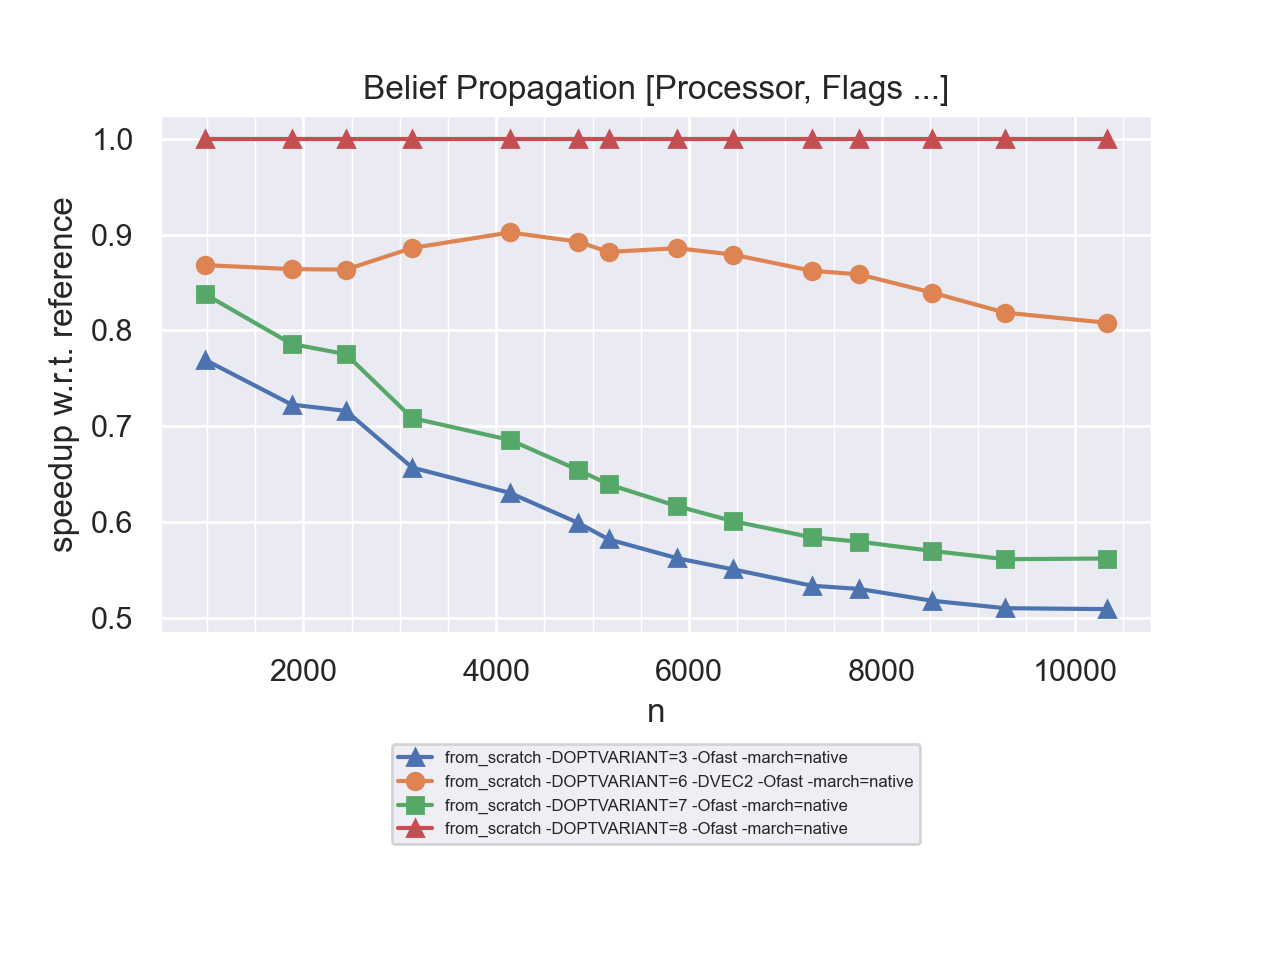 Belief Propagation [Processor, Flags ...]
speedup w.r.t. reference
1.0
0.9
0.8
0.7
0.6
0.5
2000 4000 6000 8000 10000
n
from_scratch -DOPTVARIANT=3 -Ofast -march=native
from_scratch -DOPTVARIANT=6 -DVEC2 -Ofast -march=native
from_scratch -DOPTVARIANT=7 -Ofast -march=native
from_scratch -DOPTVARIANT=8 -Ofast -march=native